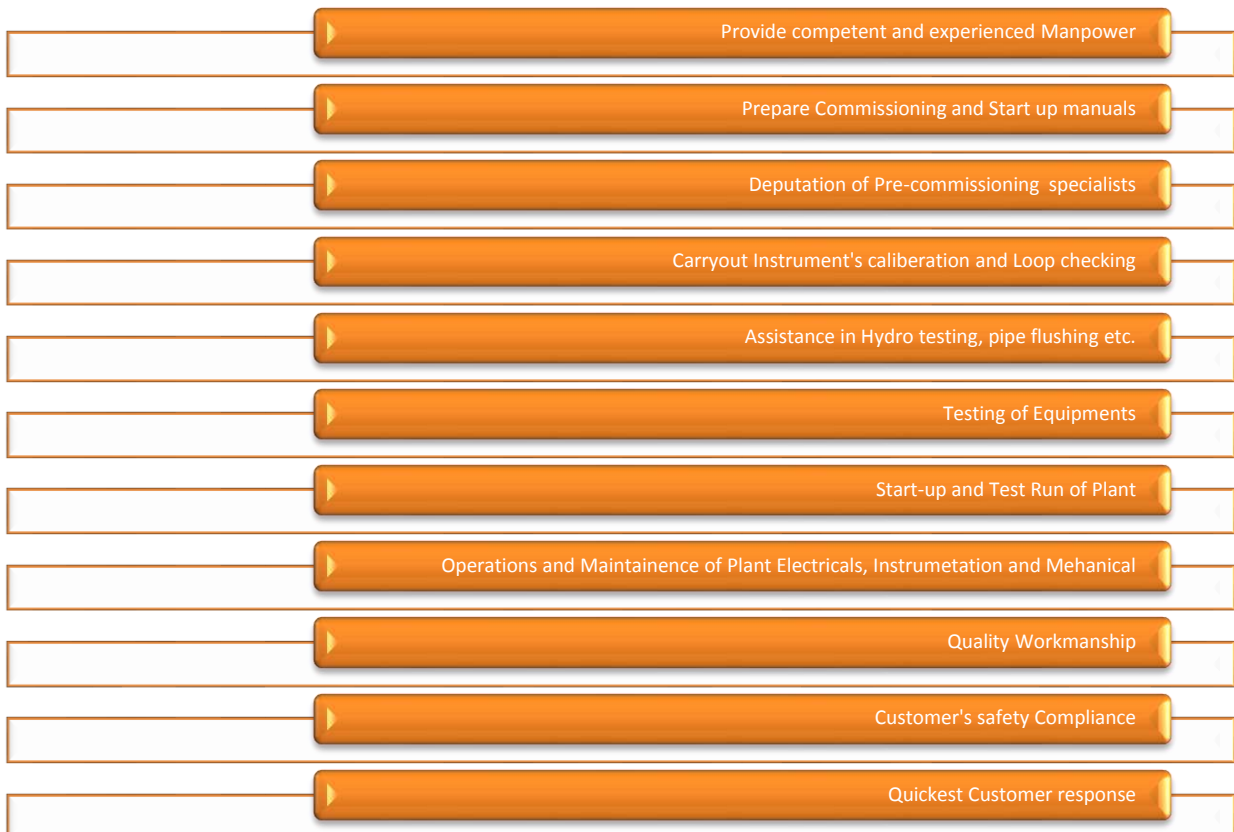 Provide competent and experienced Manpower
Prepare Commissioning and Start up manuals
Deputation of Pre-commissioning specialists
Carryout Instrument's caliberation and Loop checking
Assistance in Hydro testing, pipe flushing etc.
Testing of Equipments
Start-up and Test Run of Plant
Operations and Maintainence of Plant Electricals, Instrumetation and Mehanical
Quality Workmanship
Customer's safety Compliance
Quickest Customer response